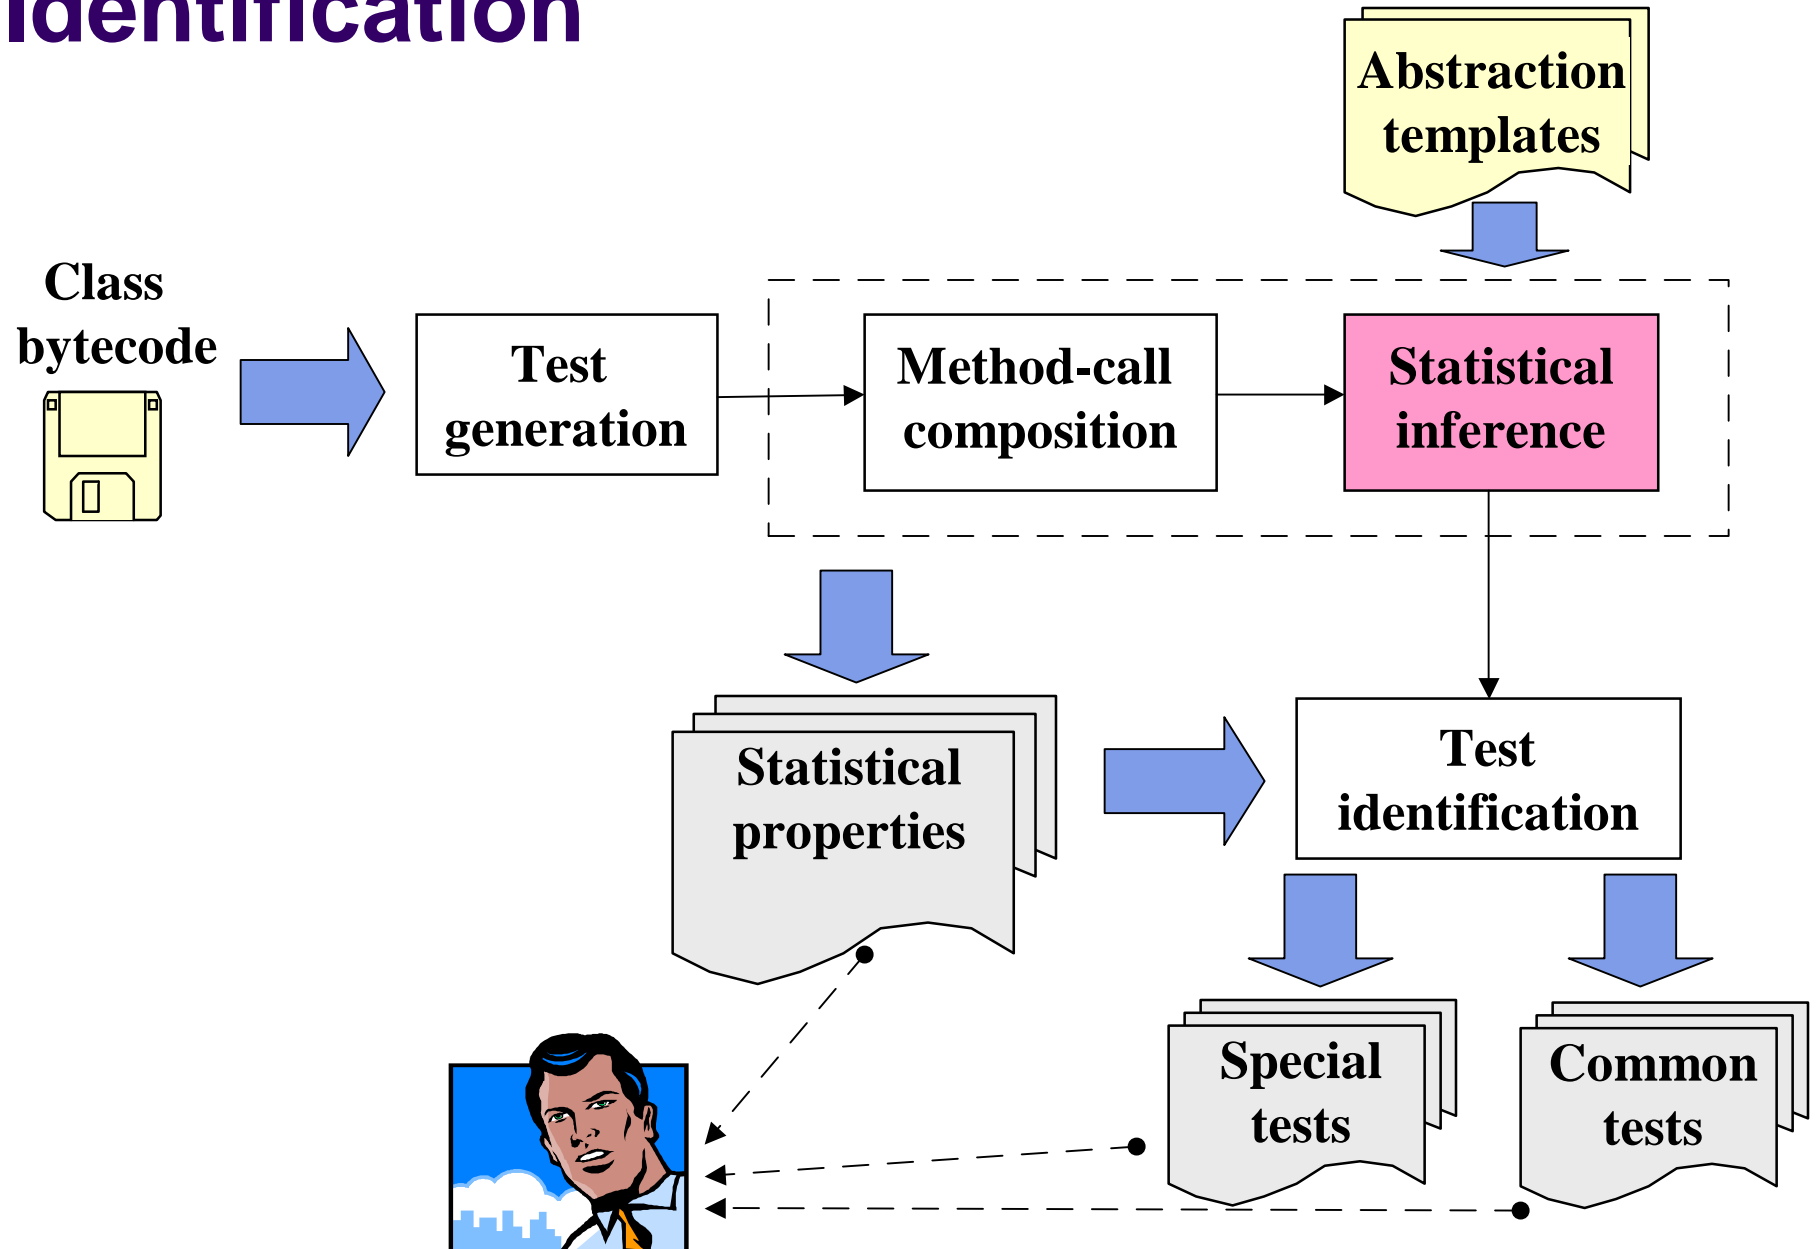 Identification
Abstraction
templates
Class
bytecode
Test
generation
Method-call
composition
Statistical
inference
Statistical
properties
Test
identification
Special
tests
Common
tests